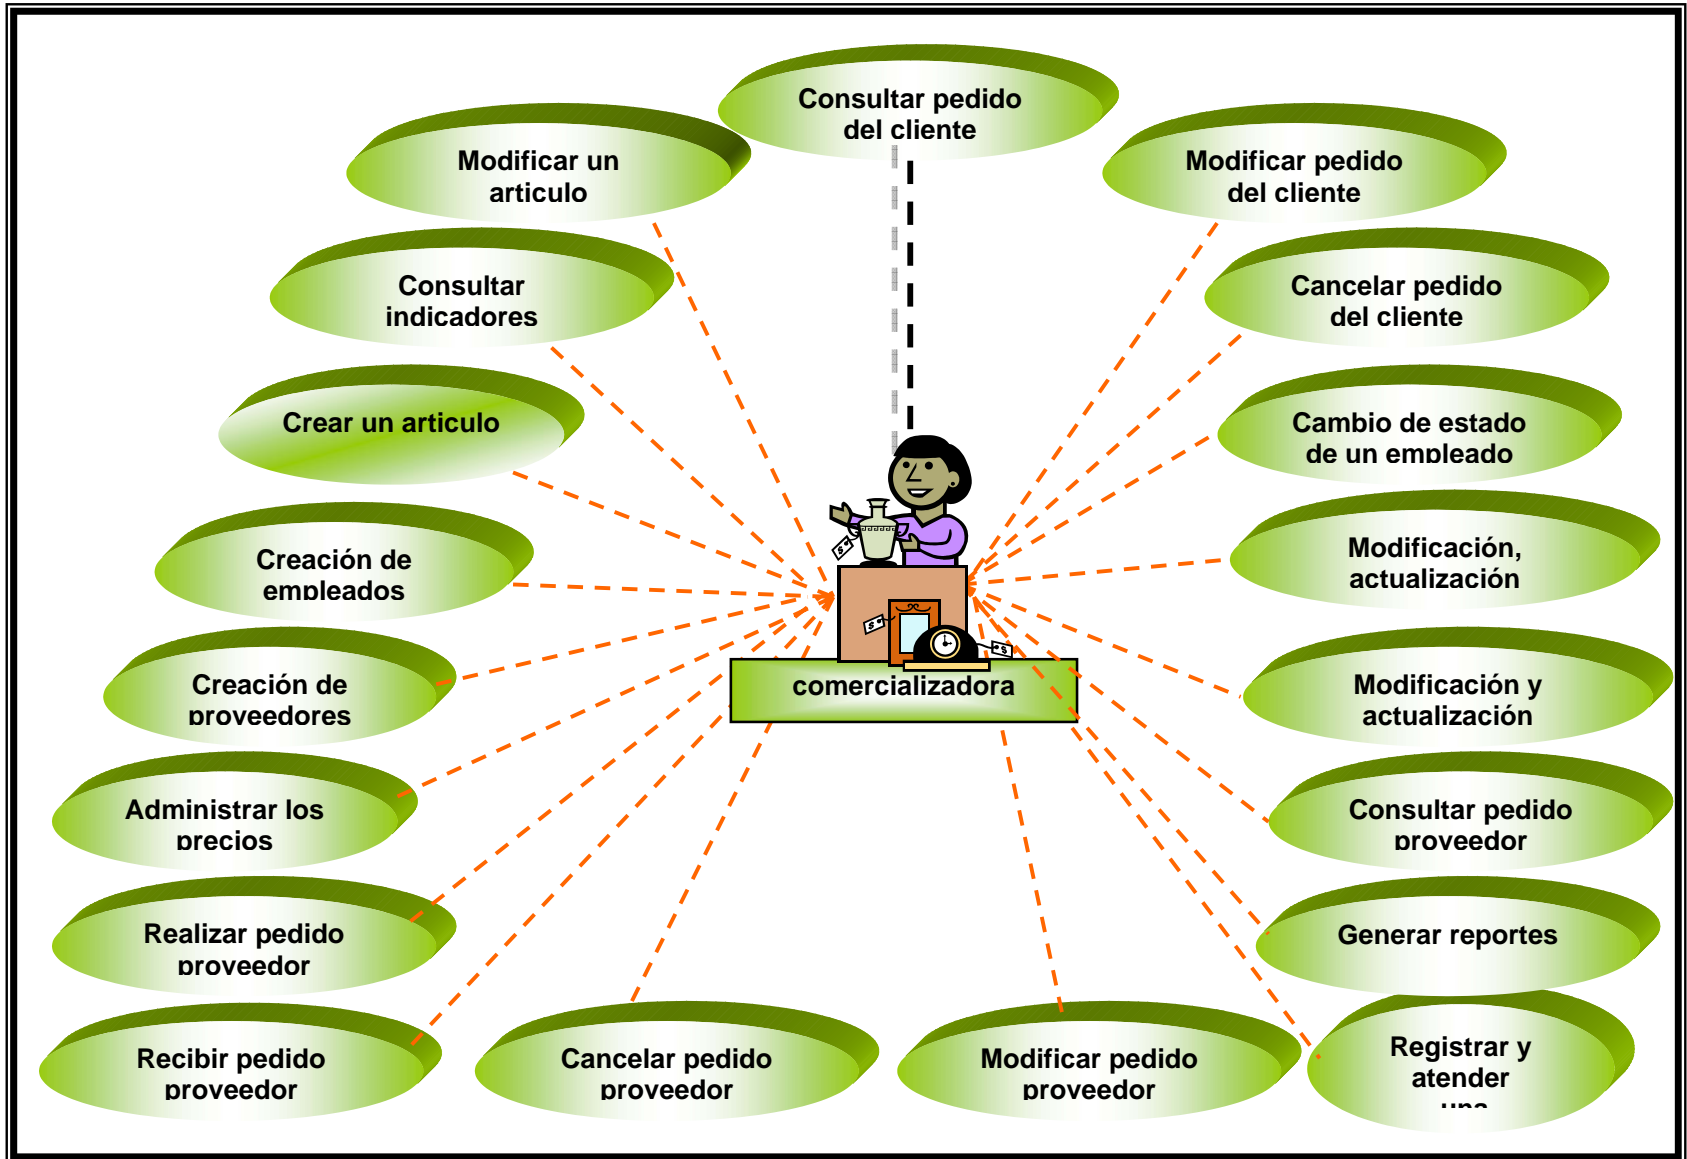 Consultar pedido
del cliente
Modificar un
articulo
Modificar pedido
del cliente
Consultar
indicadores
Cancelar pedido
del cliente
Crear un articulo
Cambio de estado
de un empleado
Creación de
empleados
Modificación,
actualización
Creación de
proveedores
comercializadora
Modificación y
actualización
Administrar los
precios
Consultar pedido
proveedor
Realizar pedido
proveedor
Generar reportes
Recibir pedido
proveedor
Cancelar pedido
proveedor
Modificar pedido
proveedor
Registrar y
atender
una
$
$
$